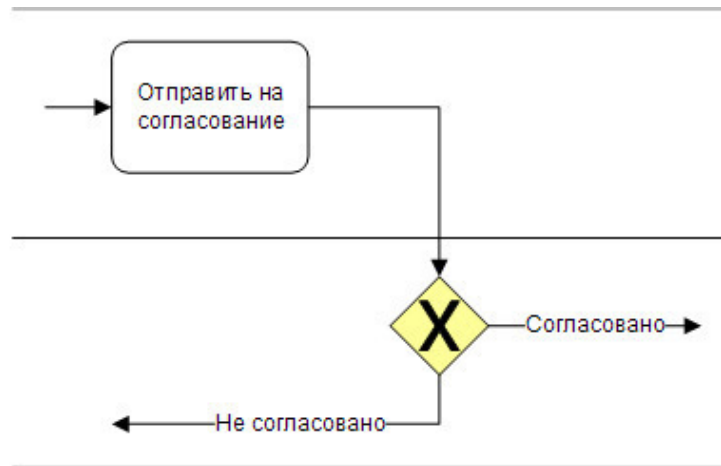 Отправить на
согласование
X
Согласовано
Не согласовано